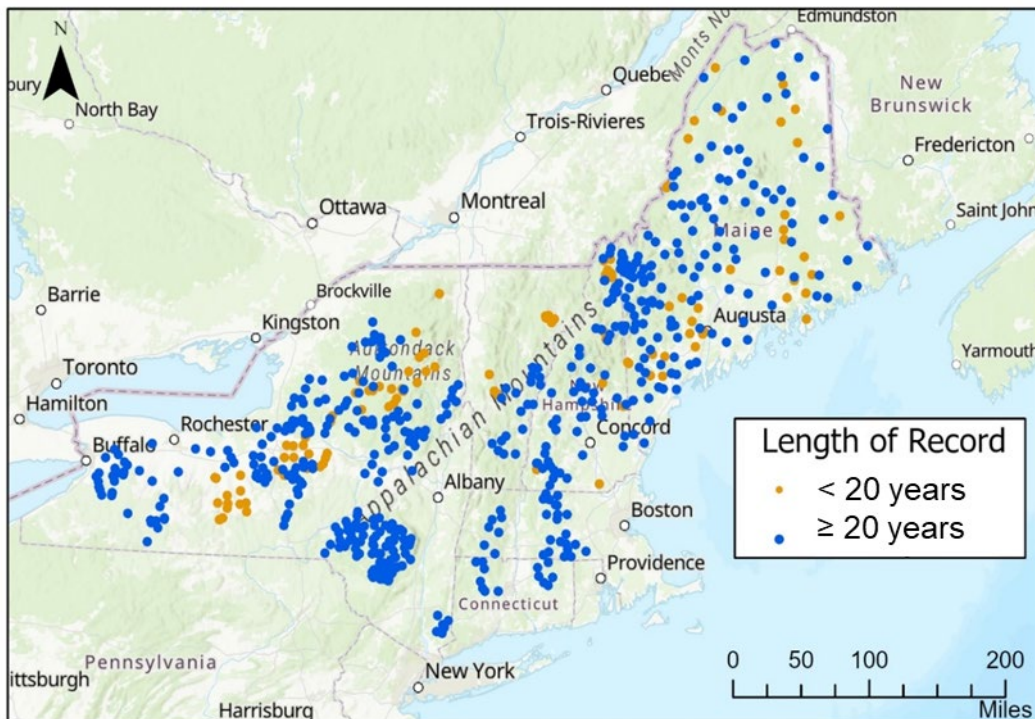 N
Edmundston
Monts No
Quebe
bury
North Bay
New
Brunswick
Trois-Rivieres
Fredericton
Ottawa
Montreal
Saint John
Maine
Barrie
Brockville
Kingston
Augusta
Adirondack
Mountains
Yarmouth
Toronto
Appalachian Mountains
New
Hampshire
Hamilton
Rochester
Concord
Buffalo
Length of Record
< 20 years
≥ 20 years
Albany
Boston
Providence
Connecticut
Pennsylvania
New York
ittsburgh
Harrisburg
0 50 100 200
Miles